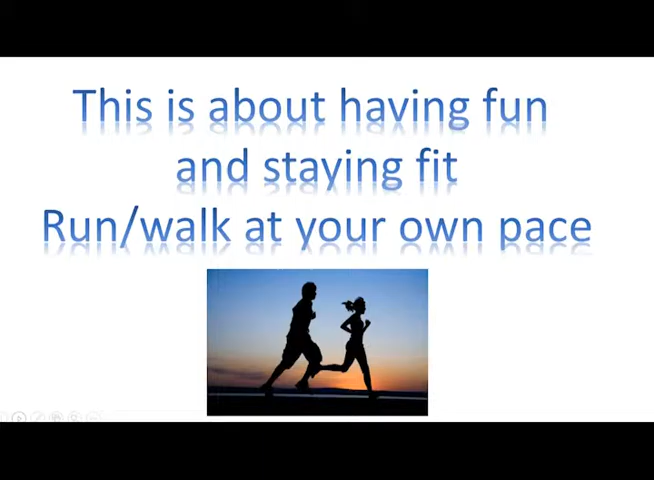 This is about having fun
and staying fit
Run/walk at your own pace